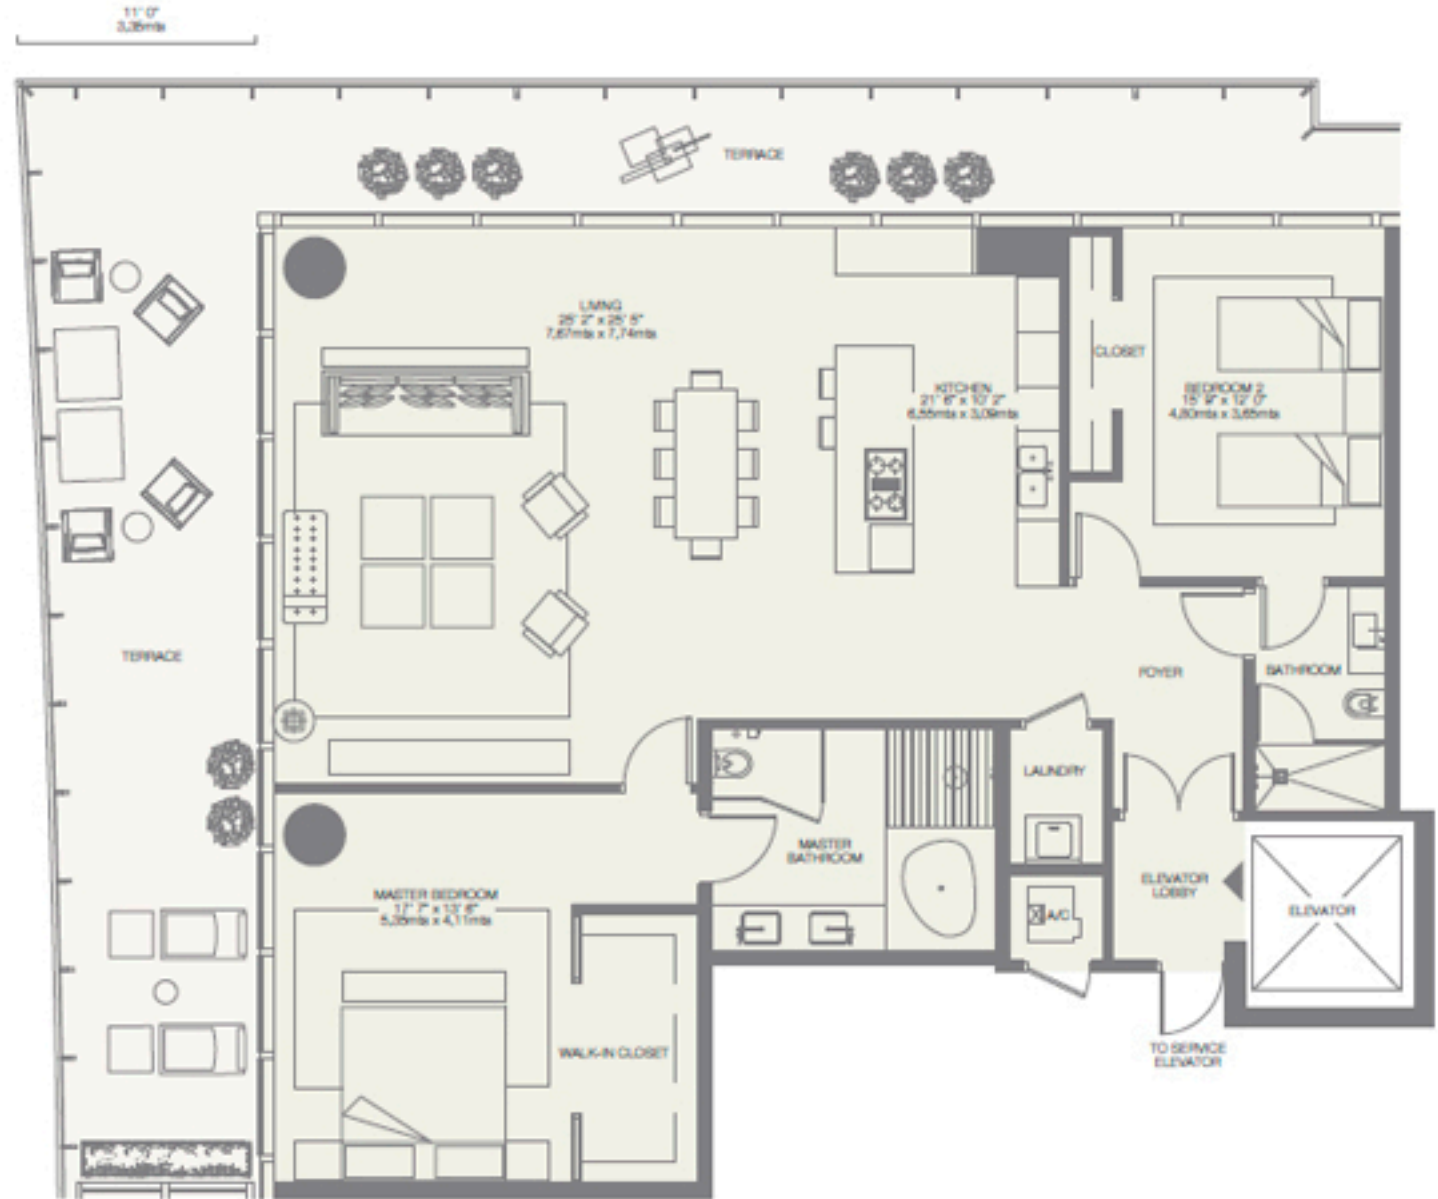 11' 0"
3,35mts
TERRACE
LIVING
25' 2" x 25' 5"
7,67mts x 7,74mts
CLOSET
KITCHEN
21' 6" x 10' 2"
6,55mts x 3,09mts
BEDROOM 2
15' 9" x 12' 0"
4,80mts x 3,65mts
TERRACE
FOYER
BATHROOM
LAUNDRY
MASTER
BATHROOM
MASTER BEDROOM
17' 7" x 13' 6"
5,35mts x 4,11mts
ELEVATOR
LOBBY
ELEVATOR
A/C
WALK-IN CLOSET
TO SERVICE
ELEVATOR